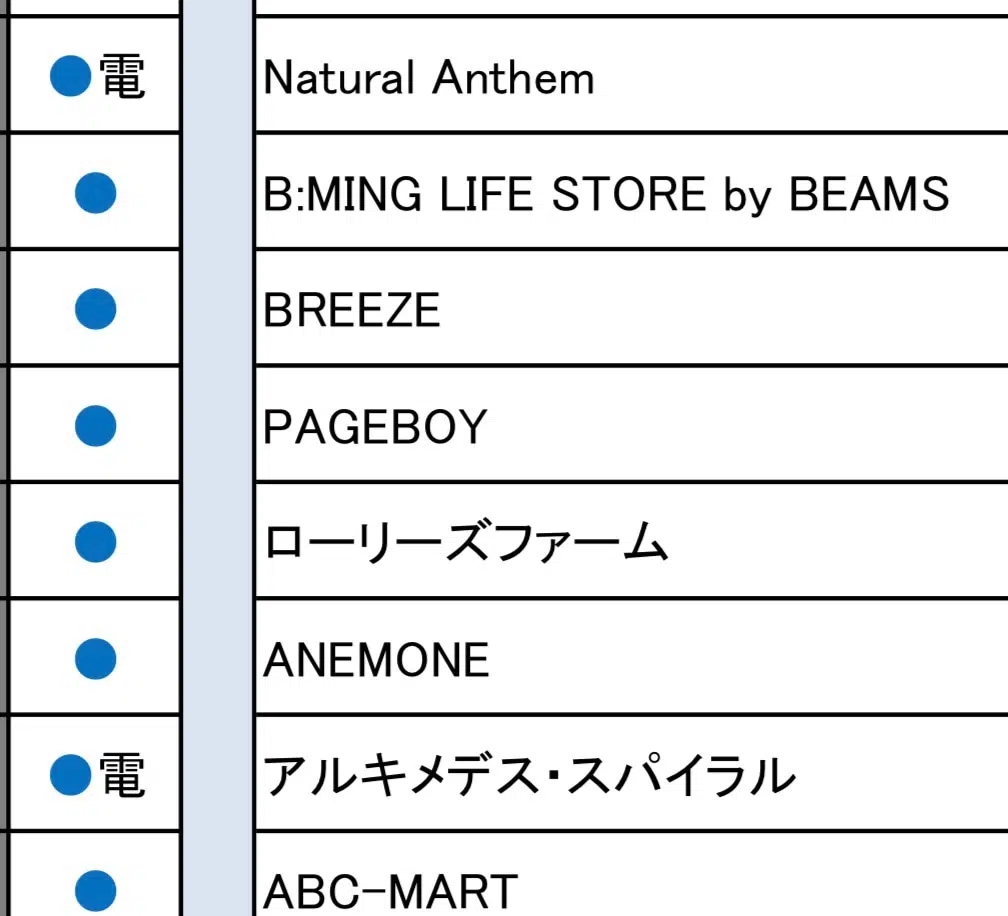 ●電 Natural Anthem
● B:MING LIFE STORE by BEAMS
● BREEZE
● PAGEBOY
● ローリーズファーム
● ANEMONE
●電 アルキメデス・スパイラル
● ABC-MART